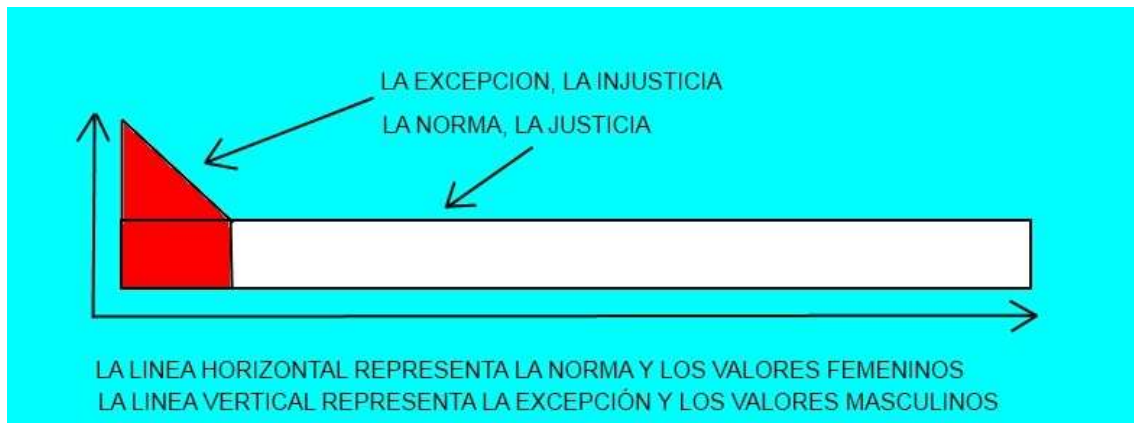 LA EXCEPCION, LA INJUSTICIA
LA NORMA, LA JUSTICIA
LA LINEA HORIZONTAL REPRESENTA LA NORMA Y LOS VALORES FEMENINOS
LA LINEA VERTICAL REPRESENTA LA EXCEPCIÓN Y LOS VALORES MASCULINOS